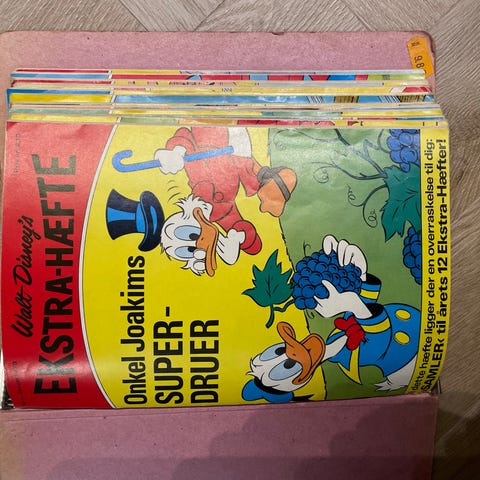 Walt Disney's
EKSTRA-HÆFTE
Onkel Joakims
SUPER-
DRUER
dette hæfte ligger der en overraskelse til dig:
SAMLER‹ til årets 12 Ekstra-Hæfter!